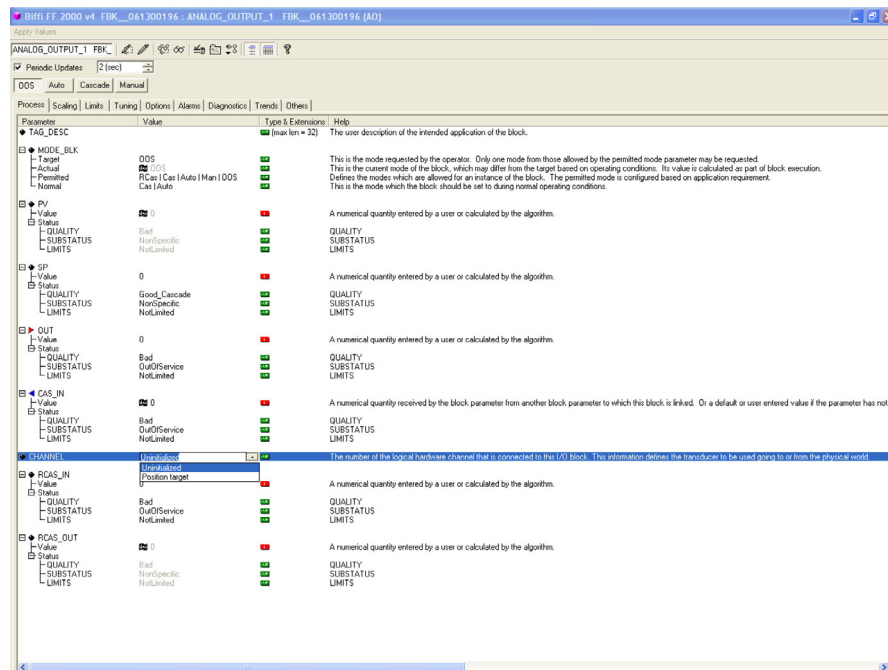 Biffi FF 2000 v4 FBK__061300196 : ANALOG_OUTPUT_1 FBK__061300196 (AO)
Apply Values
ANALOG_OUTPUT_1 FBK_
Periodic Updates 2 (sec)
OOS Auto Cascade Manual
Process Scaling Limits Tuning Options Alarms Diagnostics Trends Others
Parameter Value Type & Extensions Help
TAG_DESC (max len = 32) The user description of the intended application of the block.
MODE_BLK
Target OOS This is the mode requested by the operator. Only one mode from those allowed by the permitted mode parameter may be requested.
Actual OOS This is the current mode of the block, which may differ from the target based on operating conditions. Its value is calculated as part of block execution.
Permitted RCas | Cas | Auto | Man | OOS Defines the modes which are allowed for an instance of the block. The permitted mode is configured based on application requirement.
Normal Cas | Auto This is the mode which the block should be set to during normal operating conditions.
PV
Value 0 A numerical quantity entered by a user or calculated by the algorithm.
Status
QUALITY Bad QUALITY
SUBSTATUS NonSpecific SUBSTATUS
LIMITS NotLimited LIMITS
SP
Value 0 A numerical quantity entered by a user or calculated by the algorithm.
Status
QUALITY Good_Cascade QUALITY
SUBSTATUS NonSpecific SUBSTATUS
LIMITS NotLimited LIMITS
OUT
Value 0 A numerical quantity entered by a user or calculated by the algorithm.
Status
QUALITY Bad QUALITY
SUBSTATUS OutOfService SUBSTATUS
LIMITS NotLimited LIMITS
CAS_IN
Value 0 A numerical quantity received by the block parameter from another block parameter to which this block is linked. Or a default or user entered value if the parameter has not
Status
QUALITY Bad QUALITY
SUBSTATUS OutOfService SUBSTATUS
LIMITS NotLimited LIMITS
CHANNEL Uninitialized The number of the logical hardware channel that is connected to this I/O block. This information defines the transducer to be used going to or from the physical world.
Uninitialized
RCAS_IN Position target
Value 0 A numerical quantity entered by a user or calculated by the algorithm.
Status
QUALITY Bad QUALITY
SUBSTATUS OutOfService SUBSTATUS
LIMITS NotLimited LIMITS
RCAS_OUT
Value 0 A numerical quantity entered by a user or calculated by the algorithm.
Status
QUALITY Bad QUALITY
SUBSTATUS NonSpecific SUBSTATUS
LIMITS NotLimited LIMITS